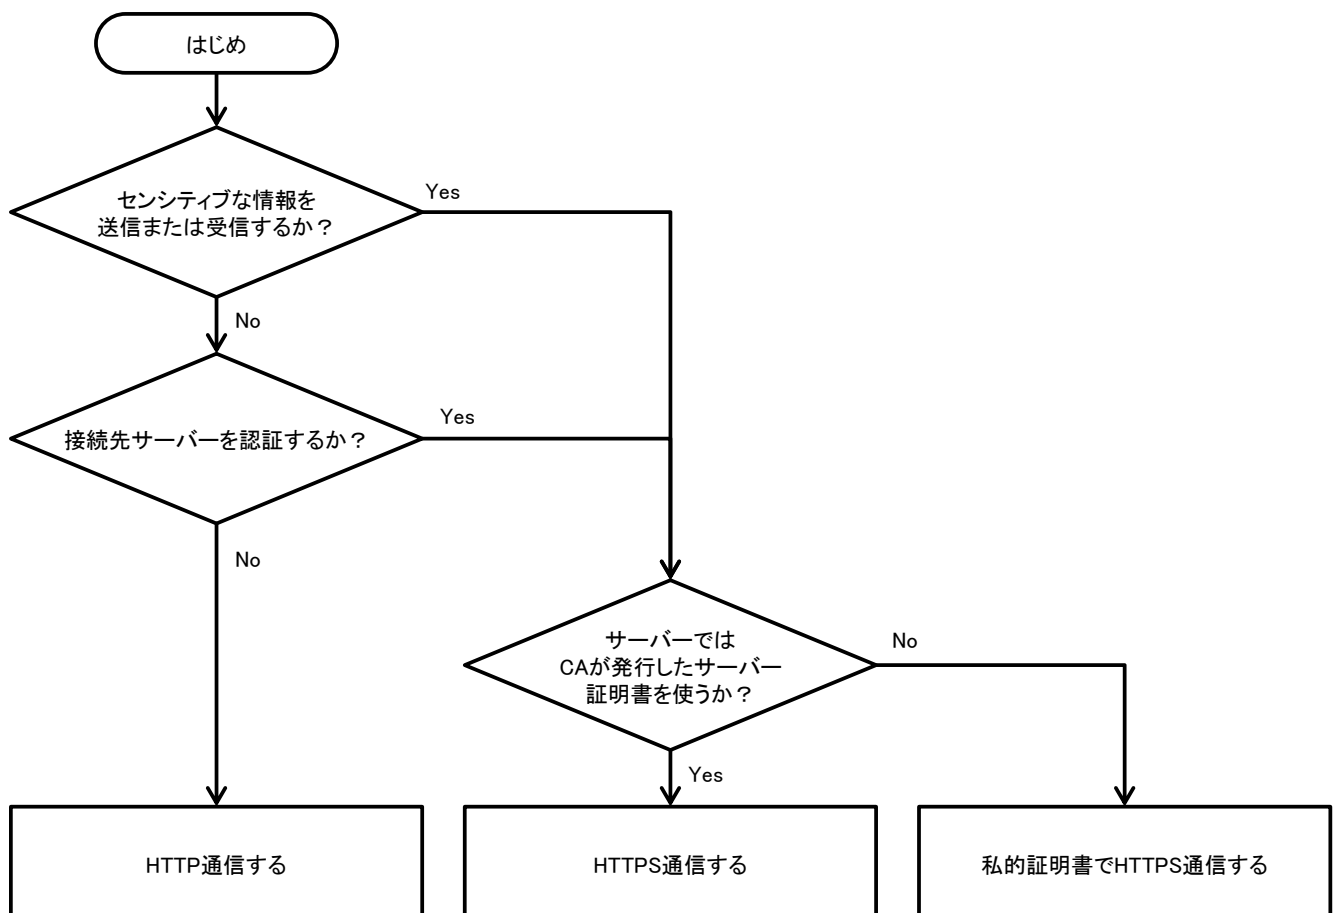 はじめ
センシティブな情報を
送信または受信するか？
Yes
No
接続先サーバーを認証するか？
Yes
No
サーバーでは
CAが発行したサーバー
証明書を使うか？
No
Yes
HTTP通信する
HTTPS通信する
私的証明書でHTTPS通信する